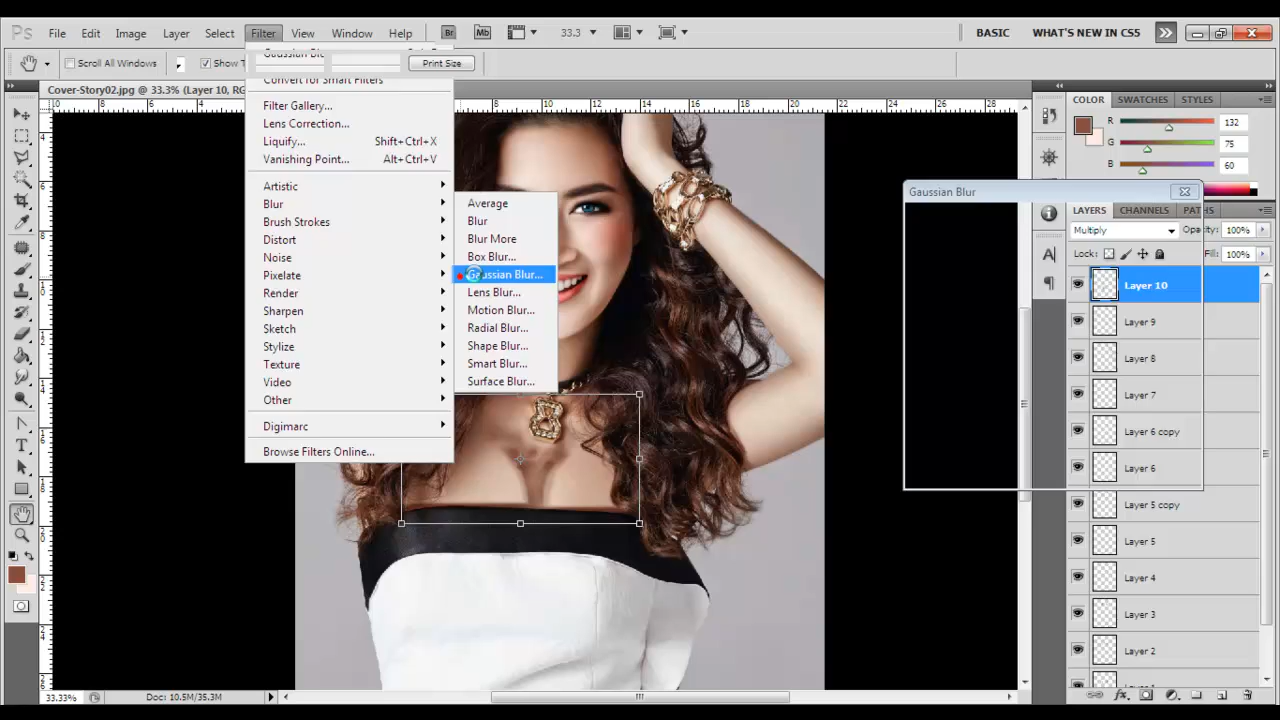 Ps File Edit Image Layer Select Filter View Window Help Br Mb 33.3 BASIC WHAT'S NEW IN CS5
Scroll All Windows Show Print Size
Cover-Story02.jpg @ 33.3% (Layer 10, RG
Convert for Smart Filters
Filter Gallery...
Lens Correction...
Liquify... Shift+Ctrl+X
Vanishing Point... Alt+Ctrl+V
Artistic
Blur
Brush Strokes
Distort
Noise
Pixelate
Render
Sharpen
Sketch
Stylize
Texture
Video
Other
Digimarc
Browse Filters Online...
Average
Blur
Blur More
Box Blur...
Gaussian Blur...
Lens Blur...
Motion Blur...
Radial Blur...
Shape Blur...
Smart Blur...
Surface Blur...
COLOR SWATCHES STYLES
R 132
G 75
B 60
Gaussian Blur
LAYERS CHANNELS PATHS
Multiply Opacity: 100%
Lock: Fill: 100%
Layer 10
Layer 9
Layer 8
Layer 7
Layer 6 copy
Layer 6
Layer 5 copy
Layer 5
Layer 4
Layer 3
Layer 2
33.33% Doc: 10.5M/35.3M